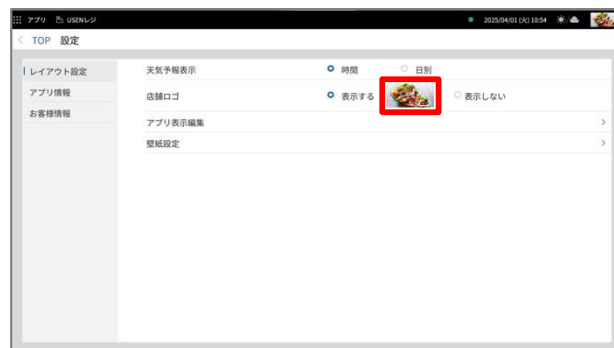 アプリ USENレジ 2025/04/01 (火) 10:54
TOP 設定
レイアウト設定
アプリ情報
お客様情報
天気予報表示 時間 日別
店舗ロゴ 表示する 表示しない
アプリ表示編集
壁紙設定